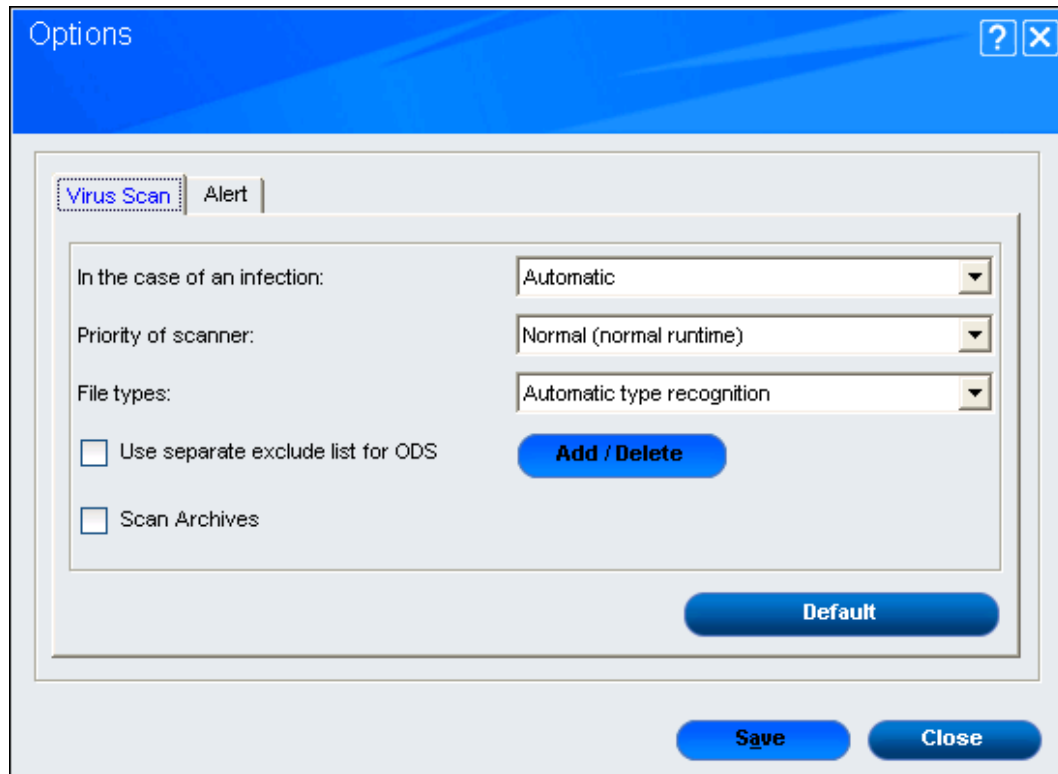 Options
?
Virus Scan
Alert
In the case of an infection:
Automatic
Priority of scanner:
Normal (normal runtime)
File types:
Automatic type recognition
Use separate exclude list for ODS
Add / Delete
Scan Archives
Default
Save
Close